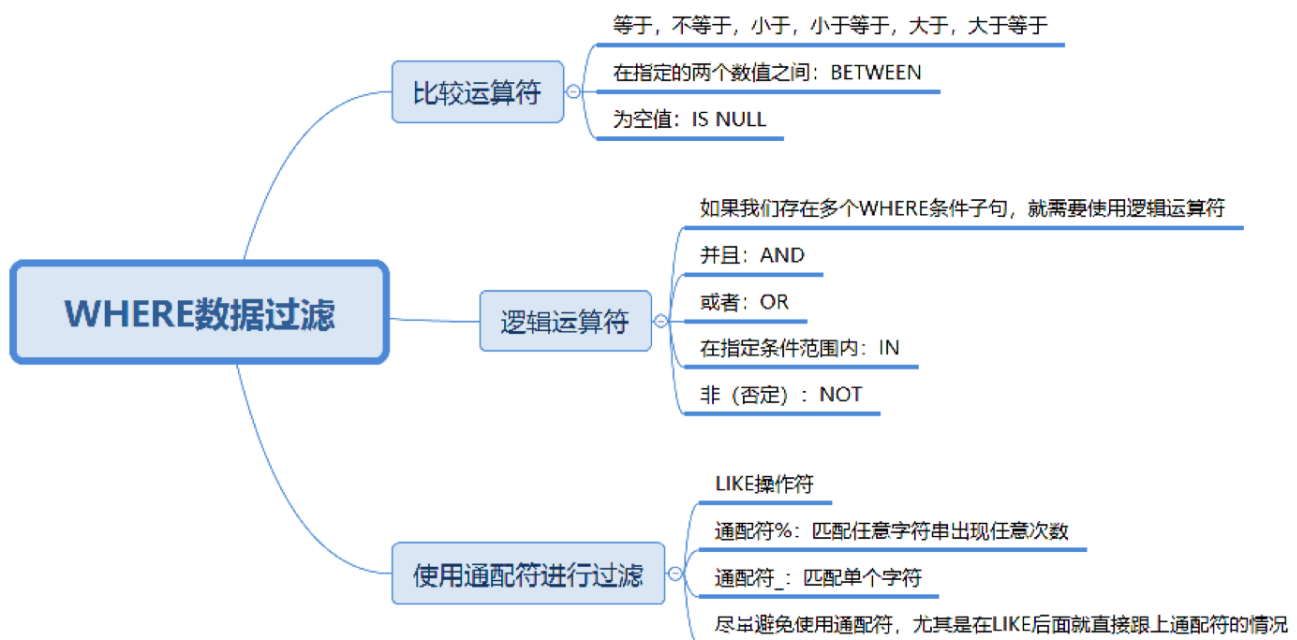 WHERE数据过滤
比较运算符
等于，不等于，小于，小于等于，大于，大于等于
在指定的两个数值之间：BETWEEN
为空值：IS NULL
逻辑运算符
如果我们存在多个WHERE条件子句，就需要使用逻辑运算符
并且：AND
或者：OR
在指定条件范围内：IN
非（否定）：NOT
使用通配符进行过滤
LIKE操作符
通配符%：匹配任意字符串出现任意次数
通配符_：匹配单个字符
尽量避免使用通配符，尤其是在LIKE后面就直接跟上通配符的情况